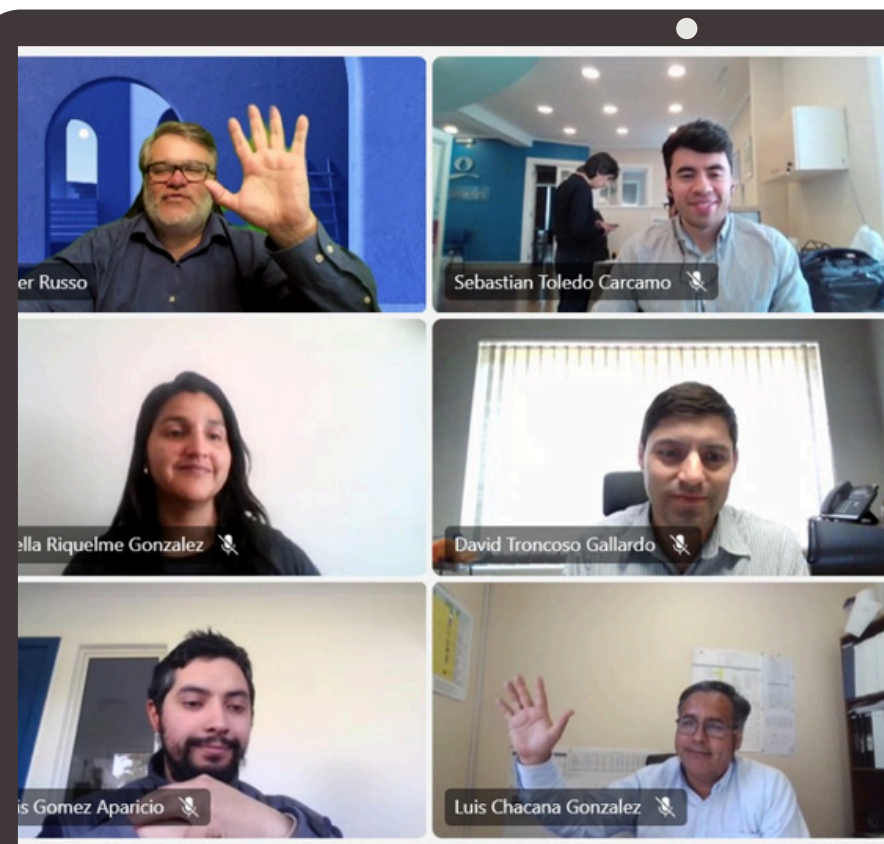 er Russo
Sebastian Toledo Carcamo
ella Riquelme Gonzalez
David Troncoso Gallardo
is Gomez Aparicio
Luis Chacana Gonzalez